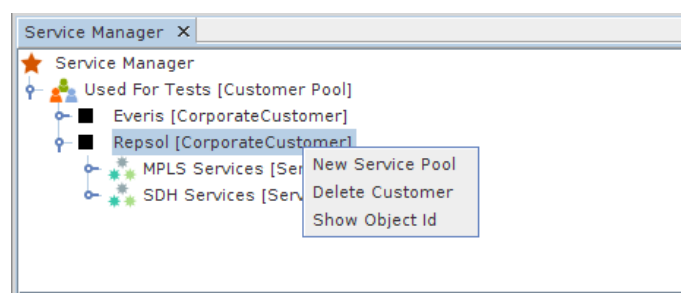 Service Manager X
Service Manager
Used For Tests [Customer Pool]
Everis [CorporateCustomer]
Repsol [CorporateCustomer]
MPLS Services [Ser
New Service Pool
Delete Customer
SDH Services [Serv
Show Object Id